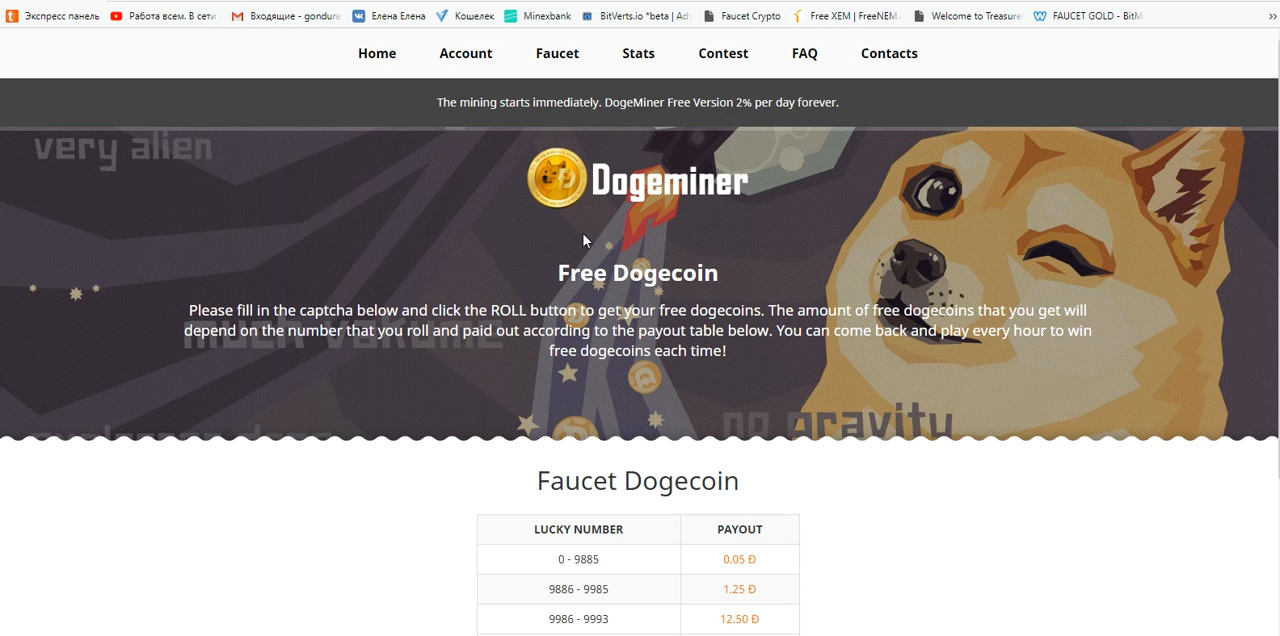 Экспресс панель
Работа всем. В сети
Входящие - gondura
Елена Елена
Кошелек
Minexbank
BitVerts.io *beta | Ad
Faucet Crypto
Free XEM | FreeNEM
Welcome to Treasure
FAUCET GOLD - BitM
Home Account Faucet Stats Contest FAQ Contacts
The mining starts immediately. DogeMiner Free Version 2% per day forever.
very alien
Dogeminer
Free Dogecoin
Please fill in the captcha below and click the ROLL button to get your free dogecoins. The amount of free dogecoins that you get will
depend on the number that you roll and paid out according to the payout table below. You can come back and play every hour to win
free dogecoins each time!
much vakuume
no gravity
Faucet Dogecoin
LUCKY NUMBER PAYOUT
0 - 9885 0.05 Ð
9886 - 9985 1.25 Ð
9986 - 9993 12.50 Ð